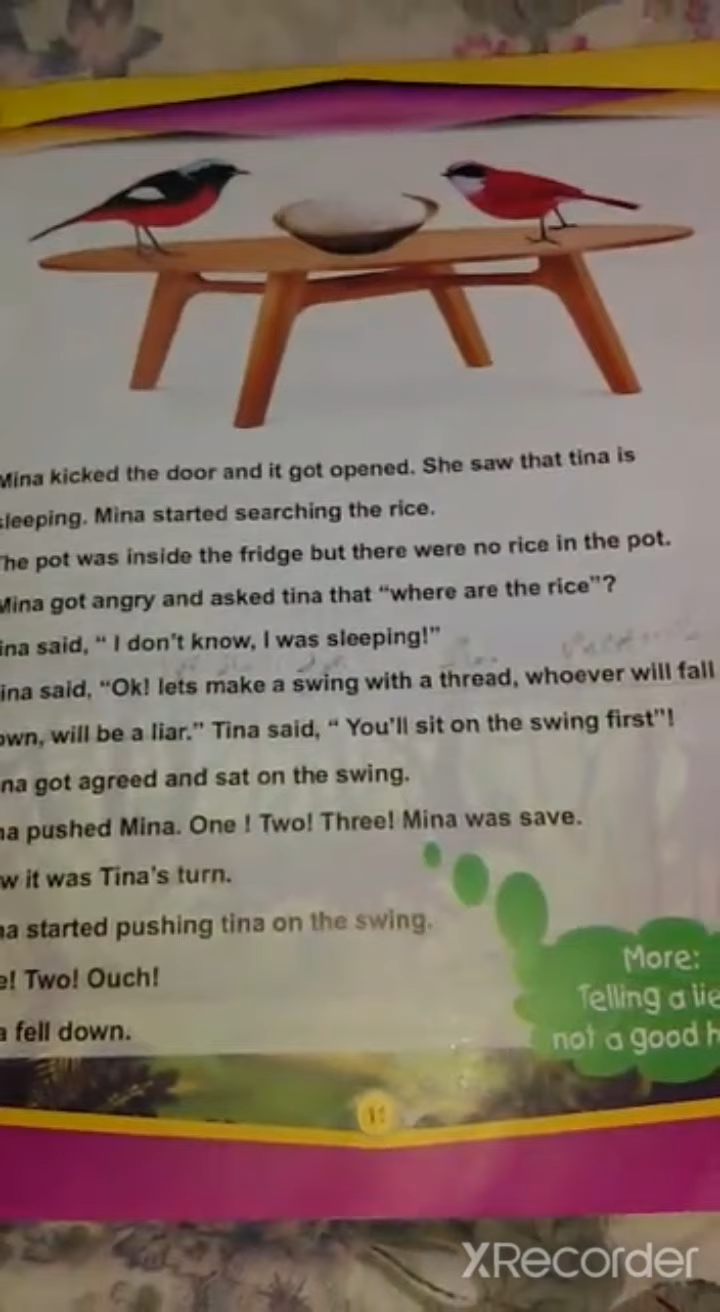 Mina kicked the door and it got opened. She saw that tina is
sleeping. Mina started searching the rice.
The pot was inside the fridge but there were no rice in the pot.
Mina got angry and asked tina that “where are the rice”?
ina said, “ I don't know, I was sleeping!”
ina said, “Ok! lets make a swing with a thread, whoever will fall
own, will be a liar.” Tina said, “ You'll sit on the swing first”!
na got agreed and sat on the swing.
na pushed Mina. One ! Two! Three! Mina was save.
w it was Tina's turn.
na started pushing tina on the swing.
e! Two! Ouch!
a fell down.
More:
Telling a lie
not a good h
XRecorder